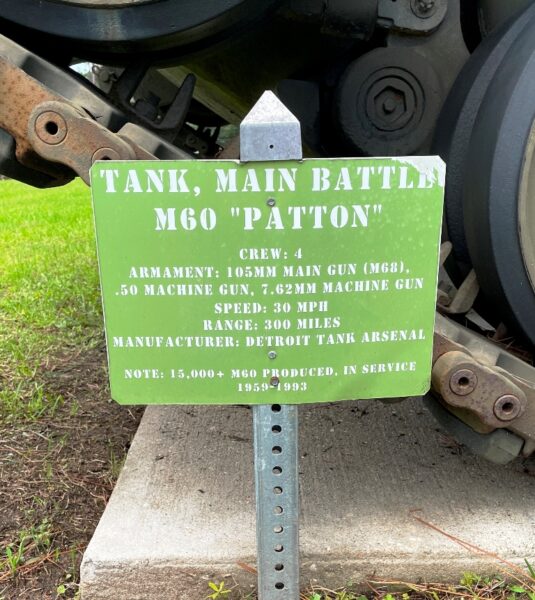 TANK, MAIN BATTLE
M60 "PATTON"
CREW: 4
ARMAMENT: 105MM MAIN GUN (M68),
.50 MACHINE GUN, 7.62MM MACHINE GUN
SPEED: 30 MPH
RANGE: 300 MILES
MANUFACTURER: DETROIT TANK ARSENAL
NOTE: 15,000+ M60 PRODUCED, IN SERVICE
1959-1993